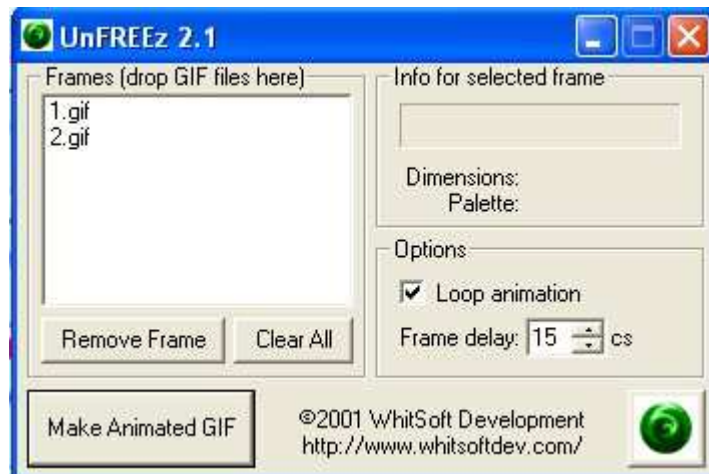 UnFREEz 2.1
Frames (drop GIF files here)
1.gif
2.gif
Remove Frame
Clear All
Info for selected frame
Dimensions:
Palette:
Options
Loop animation
Frame delay: 15 cs
Make Animated GIF
©2001 WhitSoft Development
http://www.whitsoftdev.com/